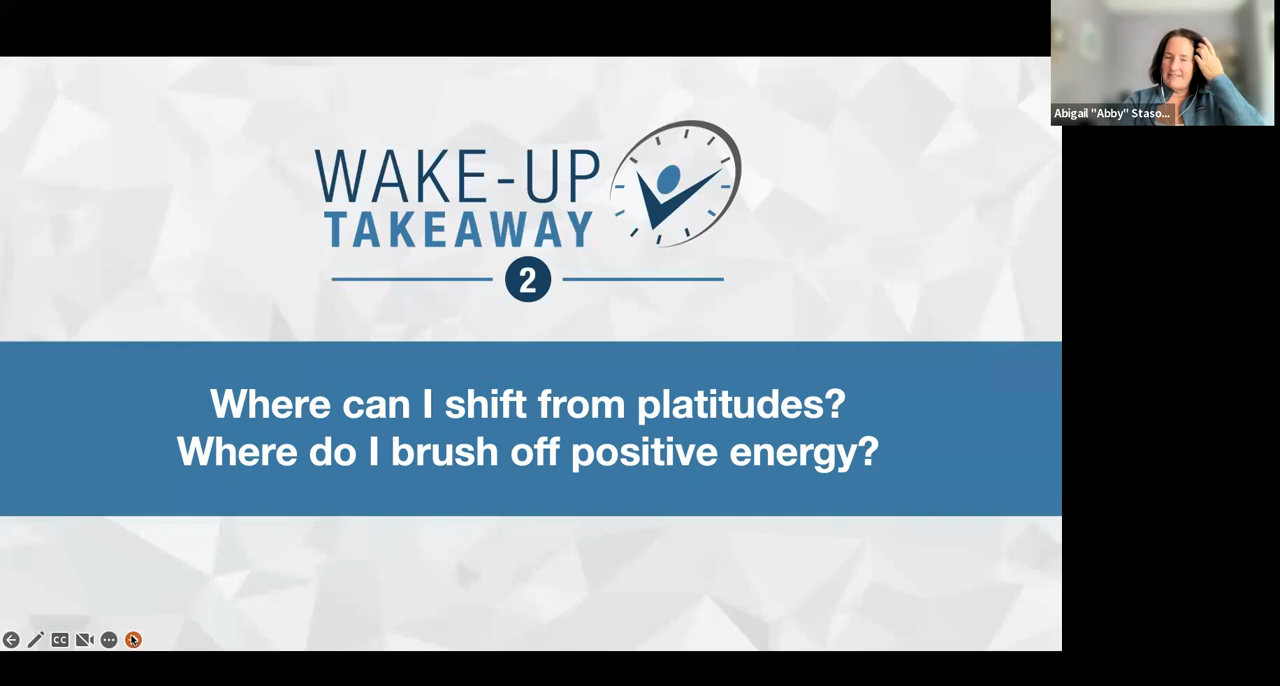 WAKE-UP
TAKEAWAY
2
Where can I shift from platitudes?
Where do I brush off positive energy?
CC
Abigail "Abby" Staso...